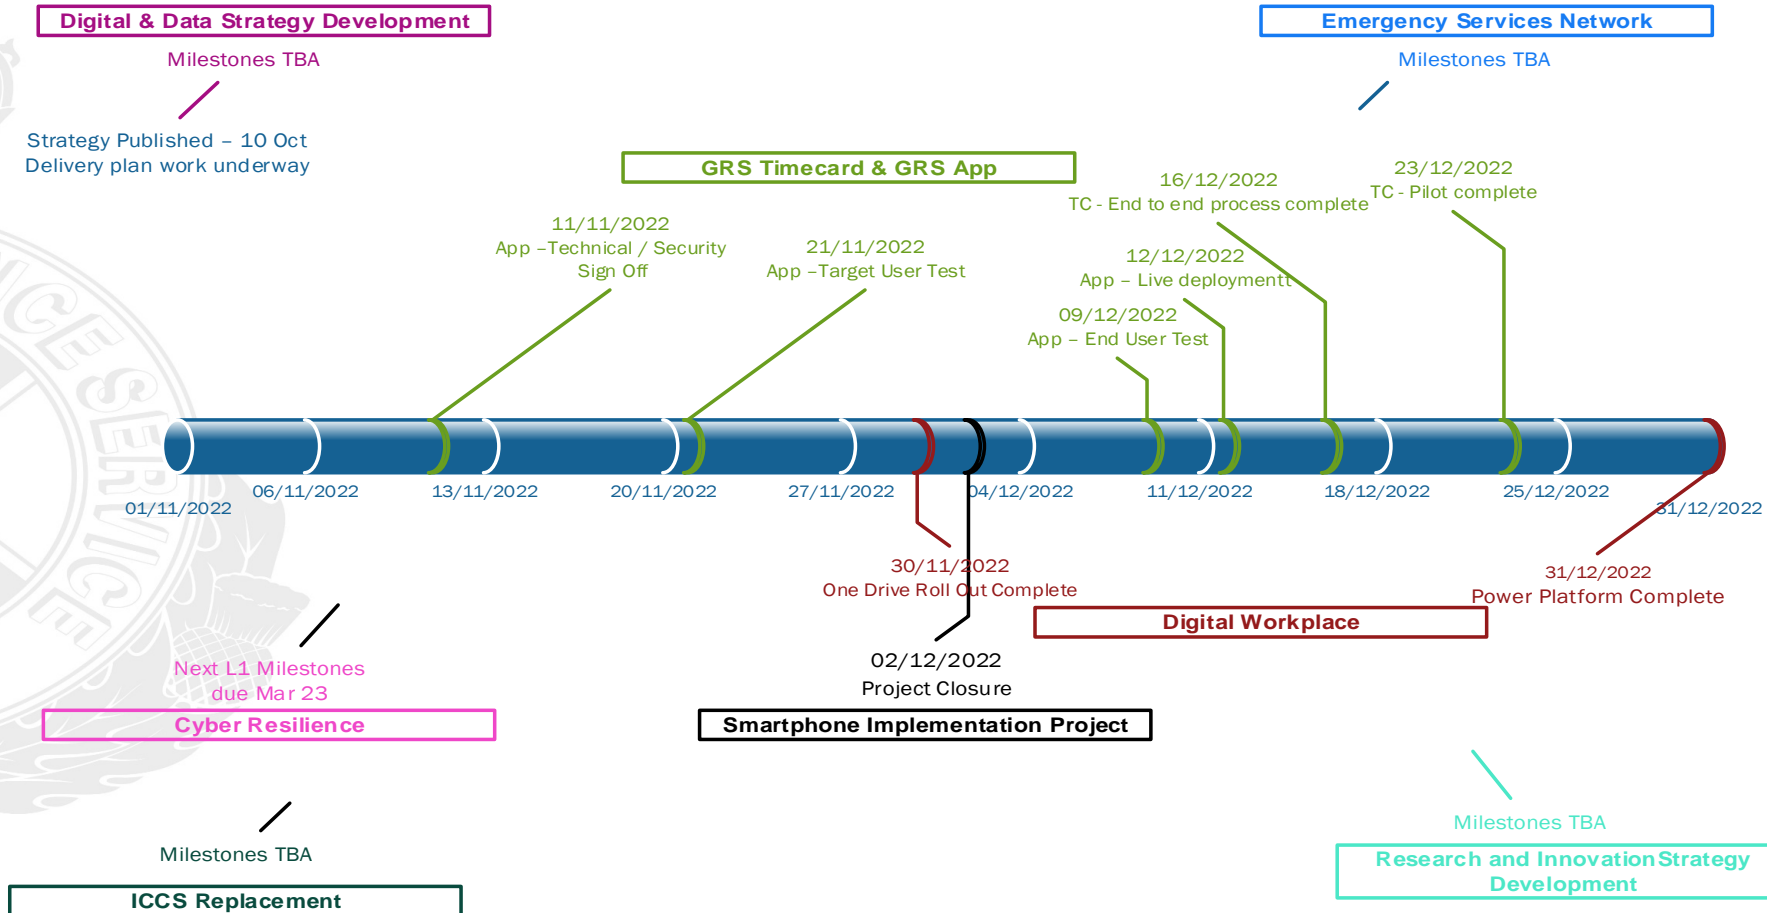 Digital & Data Strategy Development
Emergency Services Network
Milestones TBA
Milestones TBA
Strategy Published – 10 Oct
Delivery plan work underway
GRS Timecard & GRS App
11/11/2022
App –Technical / Security
Sign Off
21/11/2022
App –Target User Test
16/12/2022
TC - End to end process complete
23/12/2022
TC - Pilot complete
12/12/2022
App – Live deploymentt
09/12/2022
App – End User Test
01/11/2022
06/11/2022
13/11/2022
20/11/2022
27/11/2022
04/12/2022
11/12/2022
18/12/2022
25/12/2022
31/12/2022
30/11/2022
One Drive Roll Out Complete
31/12/2022
Power Platform Complete
Digital Workplace
02/12/2022
Project Closure
Smartphone Implementation Project
Next L1 Milestones
due Mar 23
Cyber Resilience
Milestones TBA
ICCS Replacement
Milestones TBA
Research and Innovation Strategy
Development
SERVICE